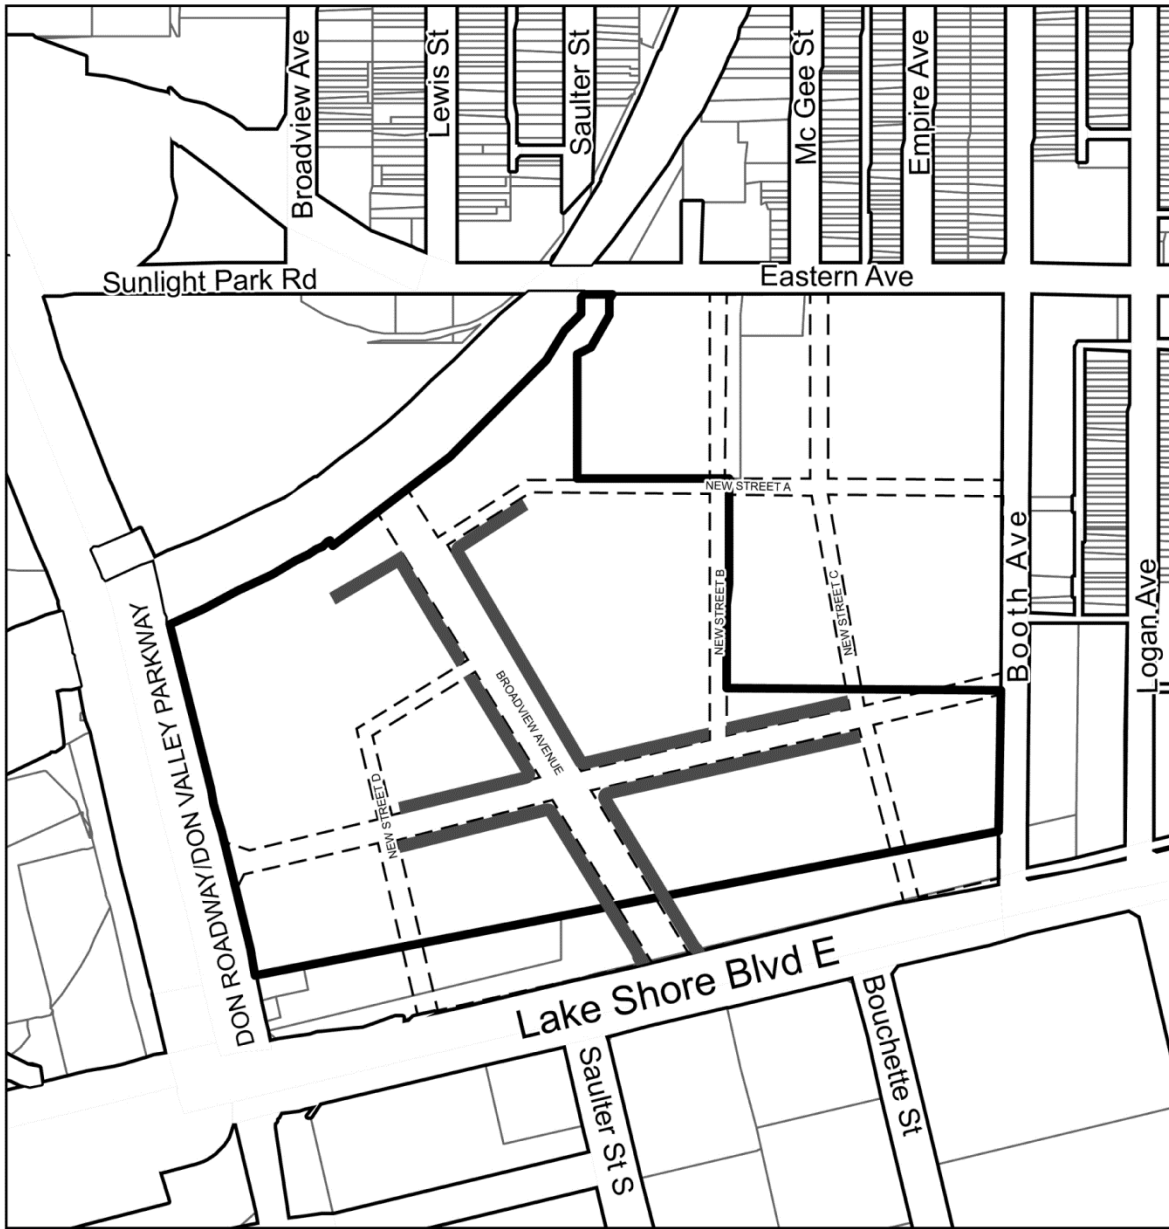 Broadview Ave
Lewis St
Saulter St
Mc Gee St
Empire Ave
Sunlight Park Rd
Eastern Ave
NEW STREET A
NEW STREET B
NEW STREET C
Booth Ave
Logan Ave
DON ROADWAY/DON VALLEY PARKWAY
BROADVIEW AVENUE
NEW STREET D
Lake Shore Blvd E
Saulter St S
Bouchette St